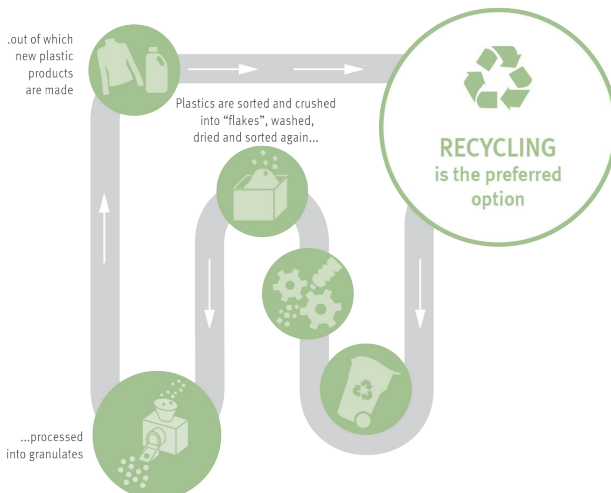 ..out of which
new plastic
products
are made
Plastics are sorted and crushed
into “flakes”, washed,
dried and sorted again...
RECYCLING
is the preferred
option
...processed
into granulates